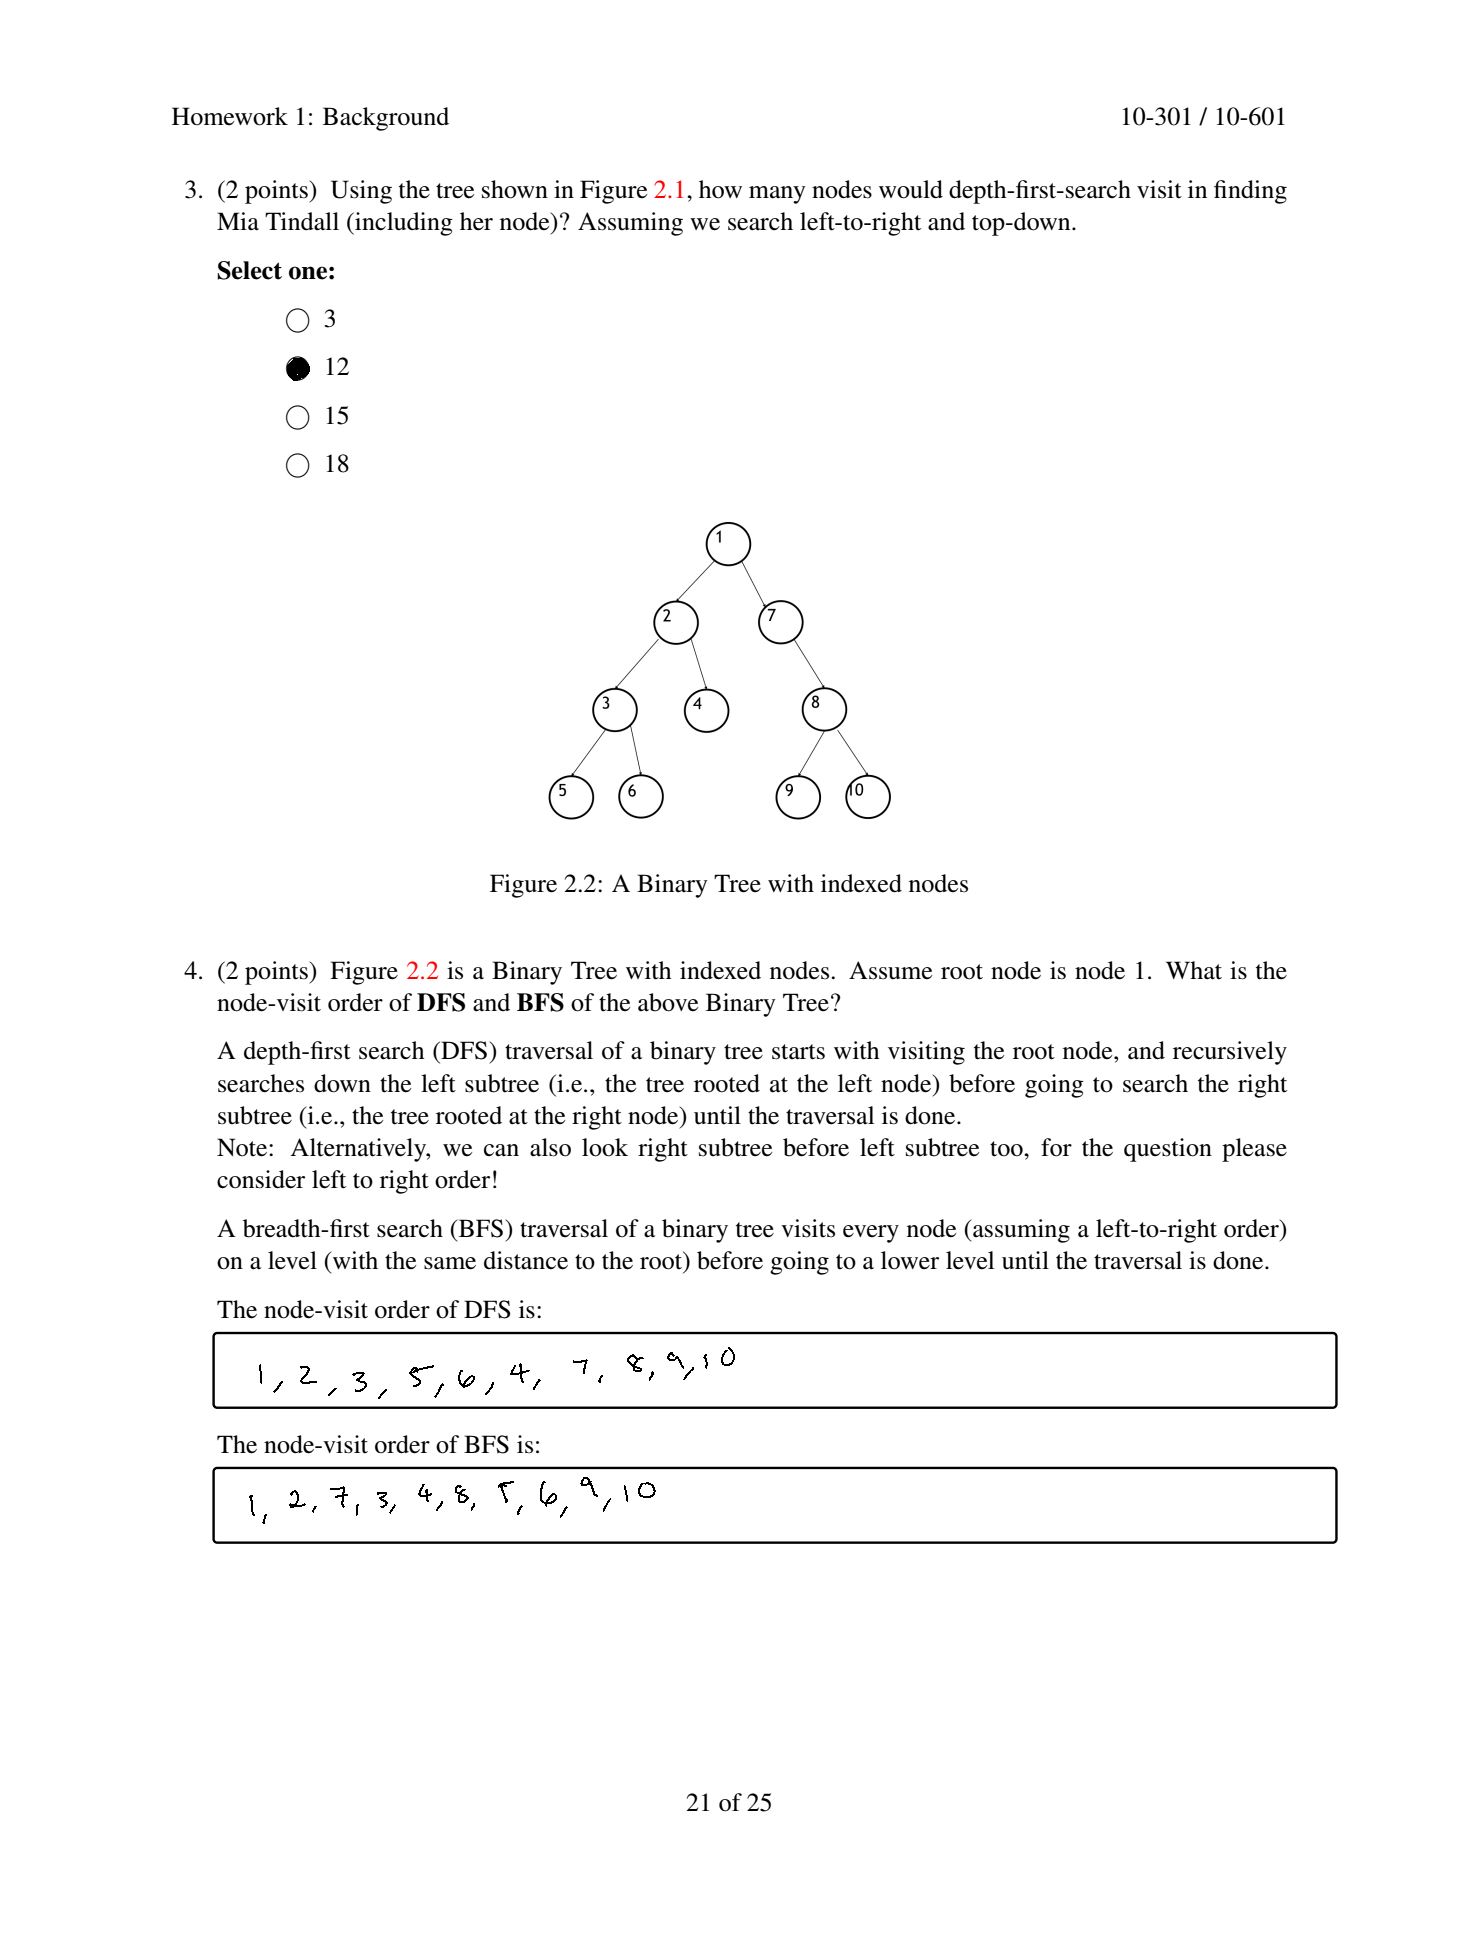 Homework 1: Background 10-301 / 10-601
3. (2 points) Using the tree shown in Figure 2.1, how many nodes would depth-first-search visit in finding
Mia Tindall (including her node)? Assuming we search left-to-right and top-down.
Select one:
3
12
15
18
1
2 7
3 4 8
5 6 9 10
Figure 2.2: A Binary Tree with indexed nodes
4. (2 points) Figure 2.2 is a Binary Tree with indexed nodes. Assume root node is node 1. What is the
node-visit order of DFS and BFS of the above Binary Tree?
A depth-first search (DFS) traversal of a binary tree starts with visiting the root node, and recursively
searches down the left subtree (i.e., the tree rooted at the left node) before going to search the right
subtree (i.e., the tree rooted at the right node) until the traversal is done.
Note: Alternatively, we can also look right subtree before left subtree too, for the question please
consider left to right order!
A breadth-first search (BFS) traversal of a binary tree visits every node (assuming a left-to-right order)
on a level (with the same distance to the root) before going to a lower level until the traversal is done.
The node-visit order of DFS is:
1, 2, 3, 5, 6, 4, 7, 8, 9, 10
The node-visit order of BFS is:
1, 2, 7, 3, 4, 8, 5, 6, 9, 10
21 of 25